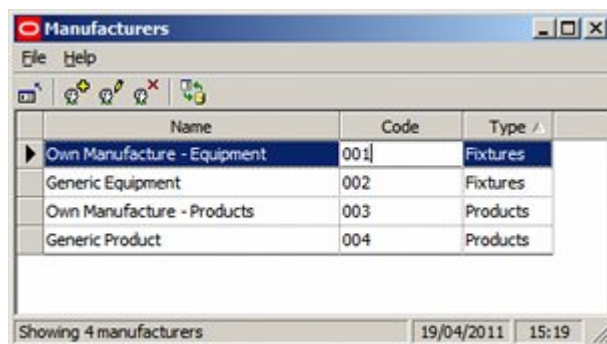 Manufacturers
File Help
Name Code Type
Own Manufacture - Equipment 001 Fixtures
Generic Equipment 002 Fixtures
Own Manufacture - Products 003 Products
Generic Product 004 Products
Showing 4 manufacturers 19/04/2011 15:19